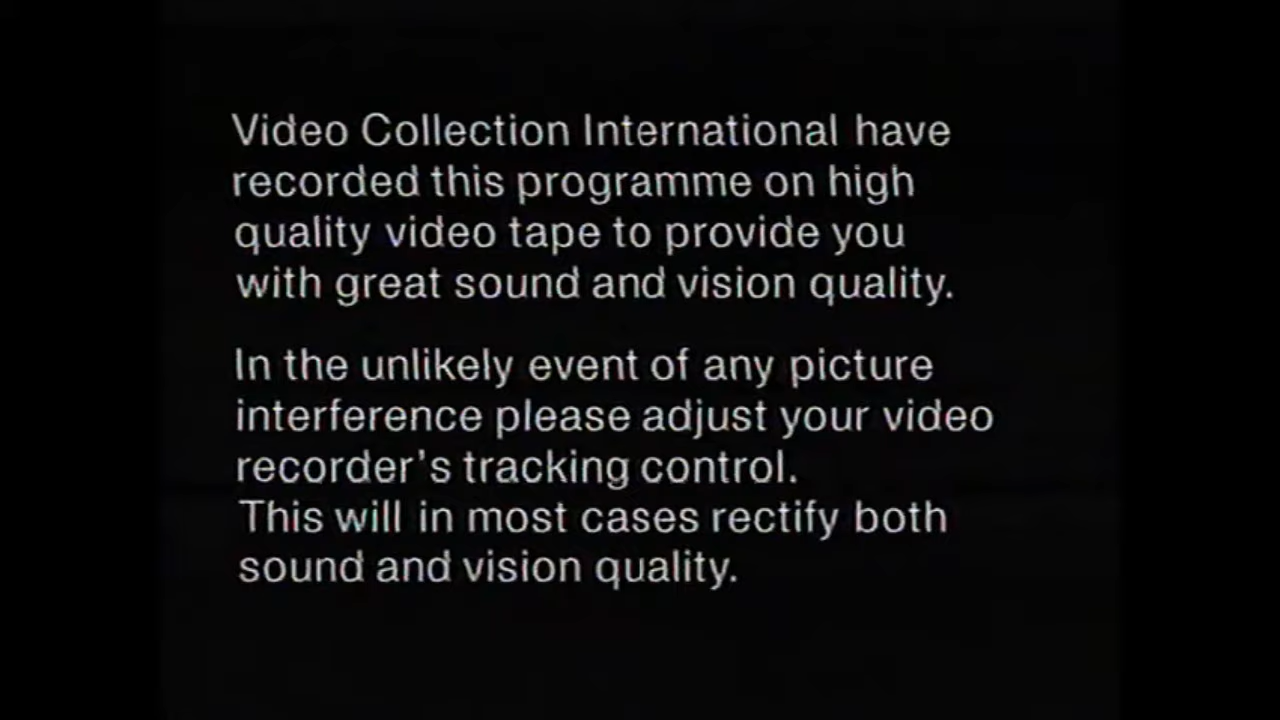 Video Collection International have
recorded this programme on high
quality video tape to provide you
with great sound and vision quality.
In the unlikely event of any picture
interference please adjust your video
recorder's tracking control.
This will in most cases rectify both
sound and vision quality.